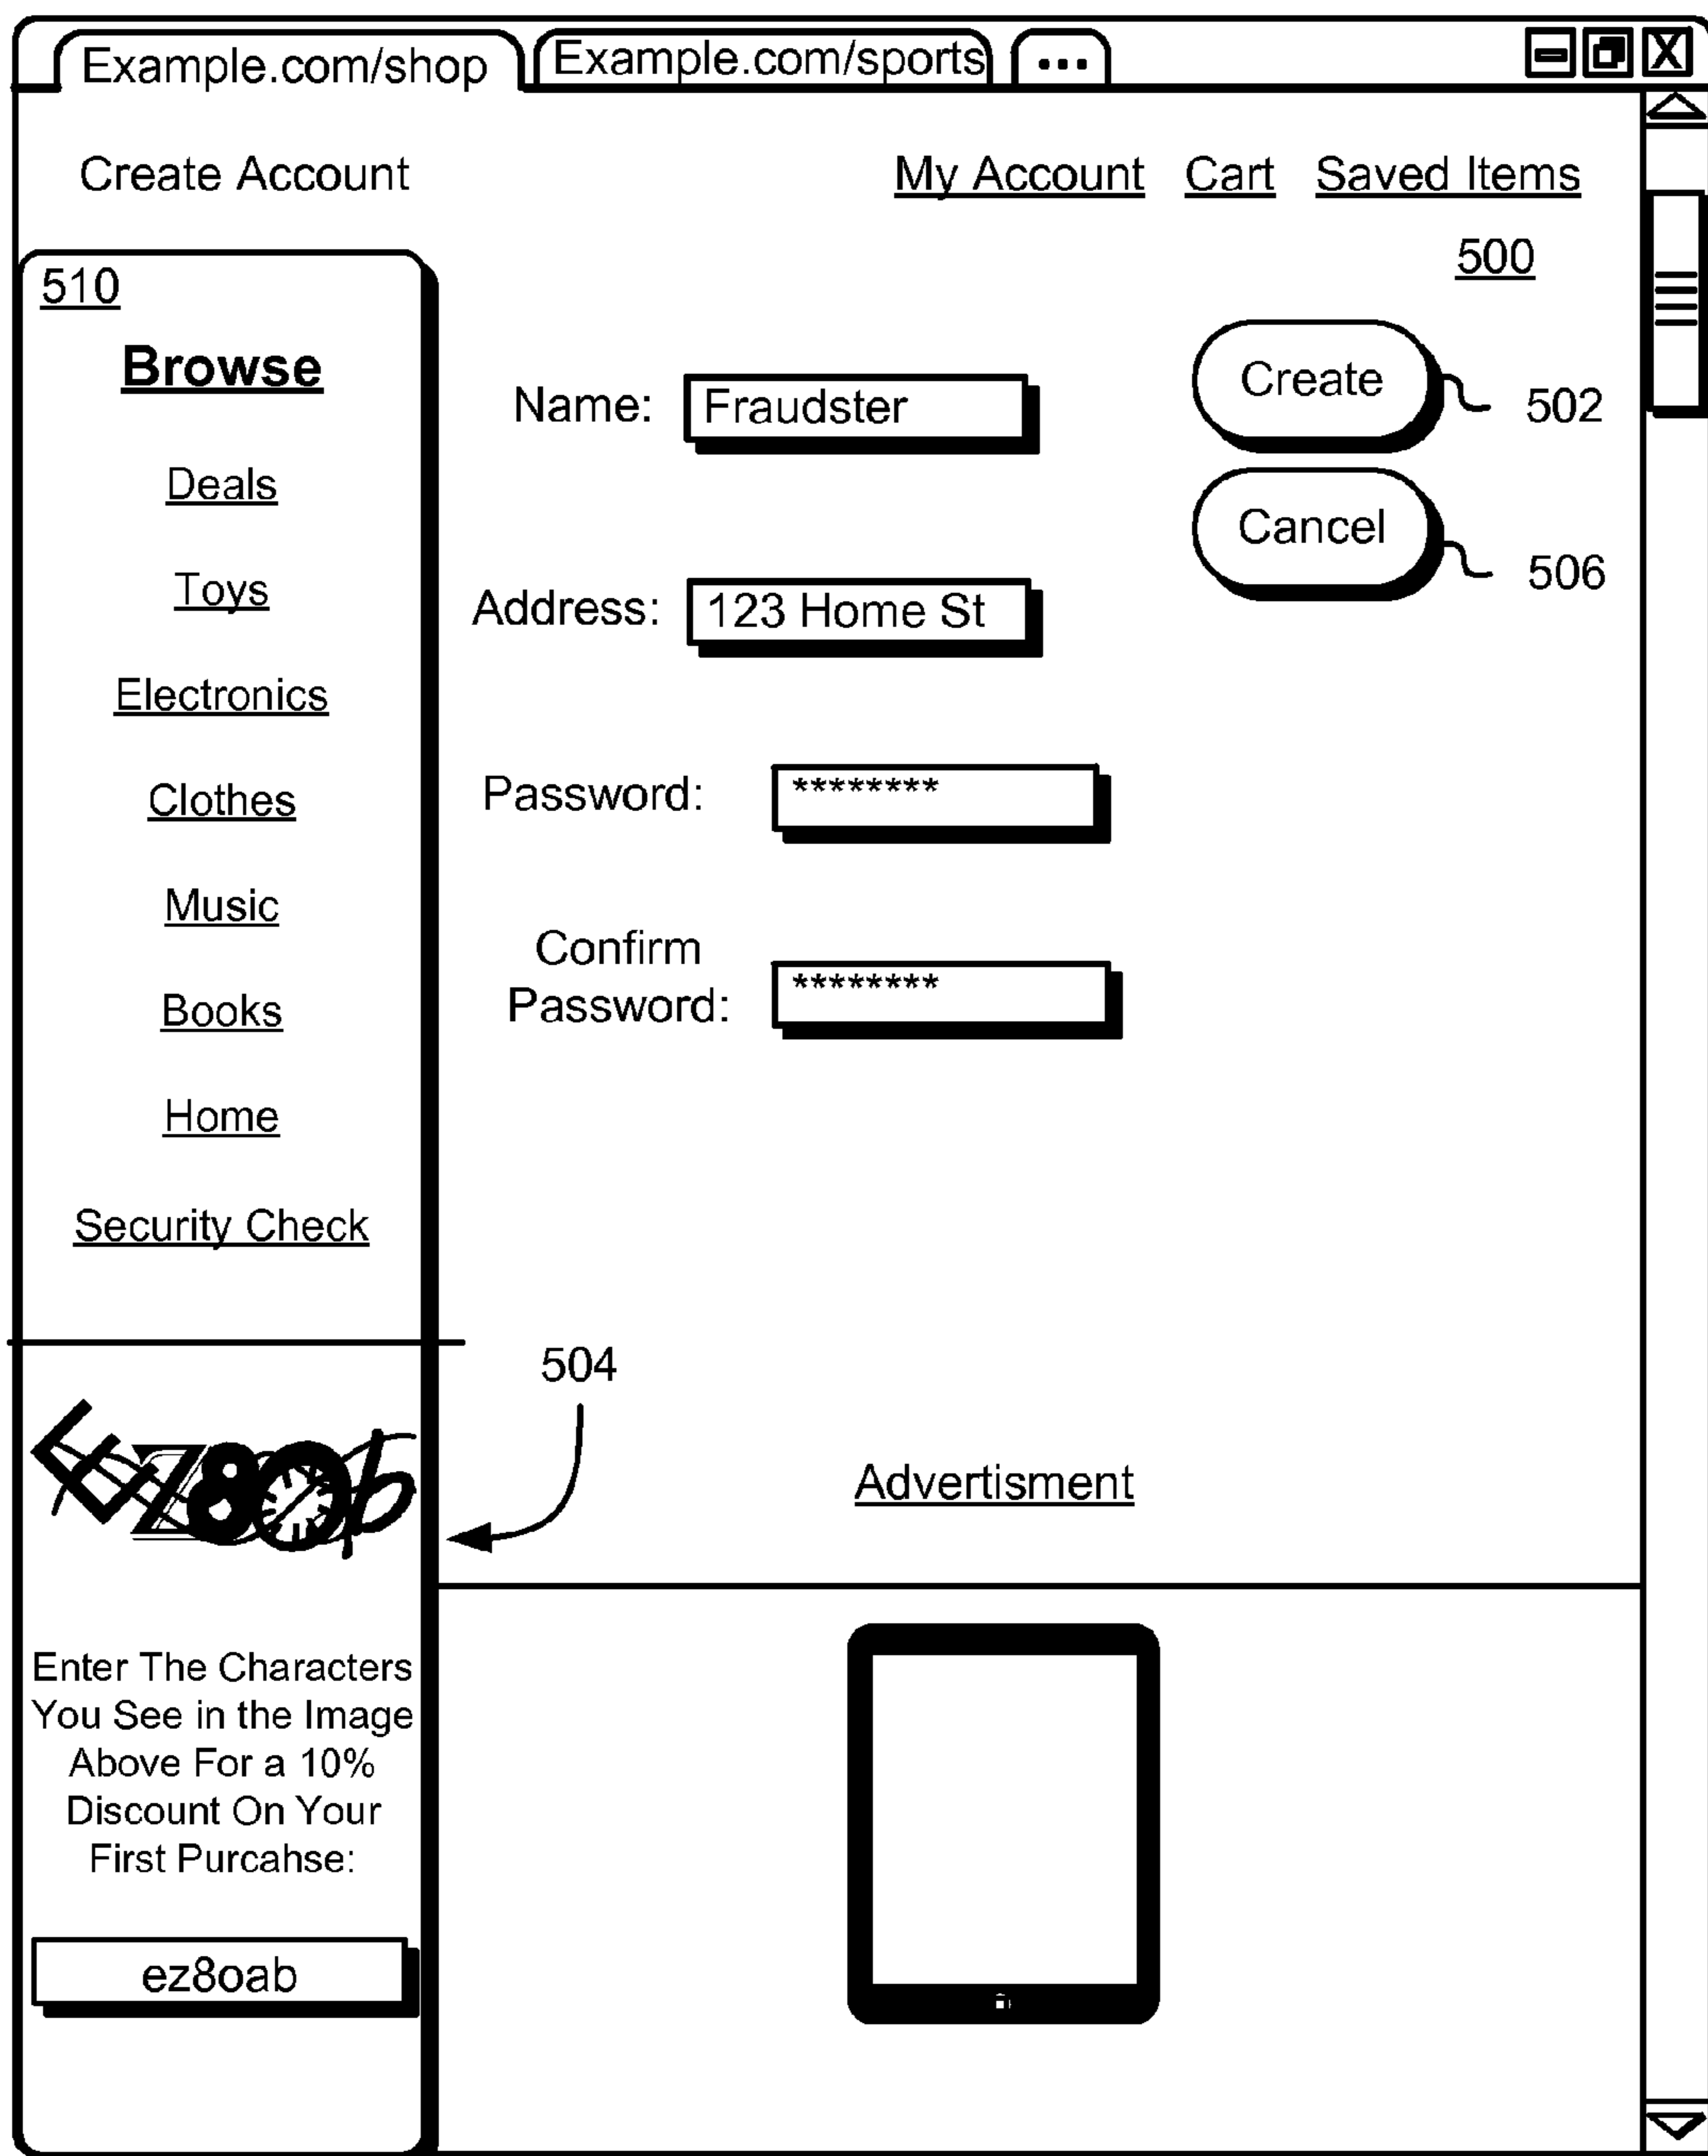 Example.com/shop
Example.com/sports
...
X
Create Account
My Account Cart Saved Items
500
510
Browse
Deals
Toys
Electronics
Clothes
Music
Books
Home
Security Check
Name: Fraudster
Address: 123 Home St
Password: ********
Confirm
Password: ********
Create
502
Cancel
506
504
Enter The Characters
You See in the Image
Above For a 10%
Discount On Your
First Purcahse:
ez8oab
Advertisment